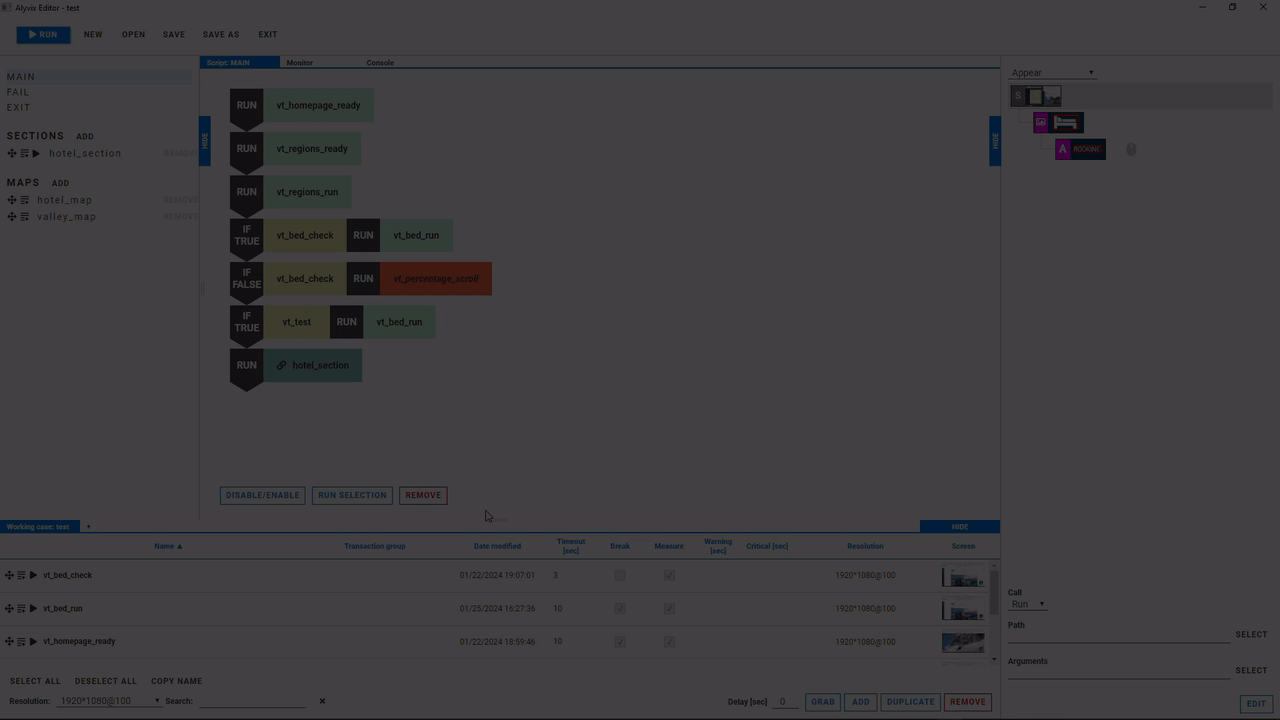 Alyvix Editor - test
RUN NEW OPEN SAVE SAVE AS EXIT
MAIN
FAIL
EXIT
SECTIONS ADD
hotel_section REMOVE
MAPS ADD
hotel_map REMOVE
valley_map REMOVE
Script: MAIN Monitor Console
HIDE
RUN vt_homepage_ready
RUN vt_regions_ready
RUN vt_regions_run
IF TRUE vt_bed_check RUN vt_bed_run
IF FALSE vt_bed_check RUN vt_percentage_scroll
IF TRUE vt_test RUN vt_bed_run
RUN hotel_section
DISABLE/ENABLE RUN SELECTION REMOVE
HIDE
Appear
S
A BOOKING
Call
Run
Path
SELECT
Arguments
SELECT
EDIT
Working case: test HIDE
Name Transaction group Date modified Timeout [sec] Break Measure Warning [sec] Critical [sec] Resolution Screen
vt_bed_check 01/22/2024 19:07:01 3 1920*1080@100
vt_bed_run 01/25/2024 16:27:36 10 1920*1080@100
vt_homepage_ready 01/22/2024 18:59:46 10 1920*1080@100
SELECT ALL DESELECT ALL COPY NAME
Resolution: 1920*1080@100 Search: Delay [sec] 0 GRAB ADD DUPLICATE REMOVE